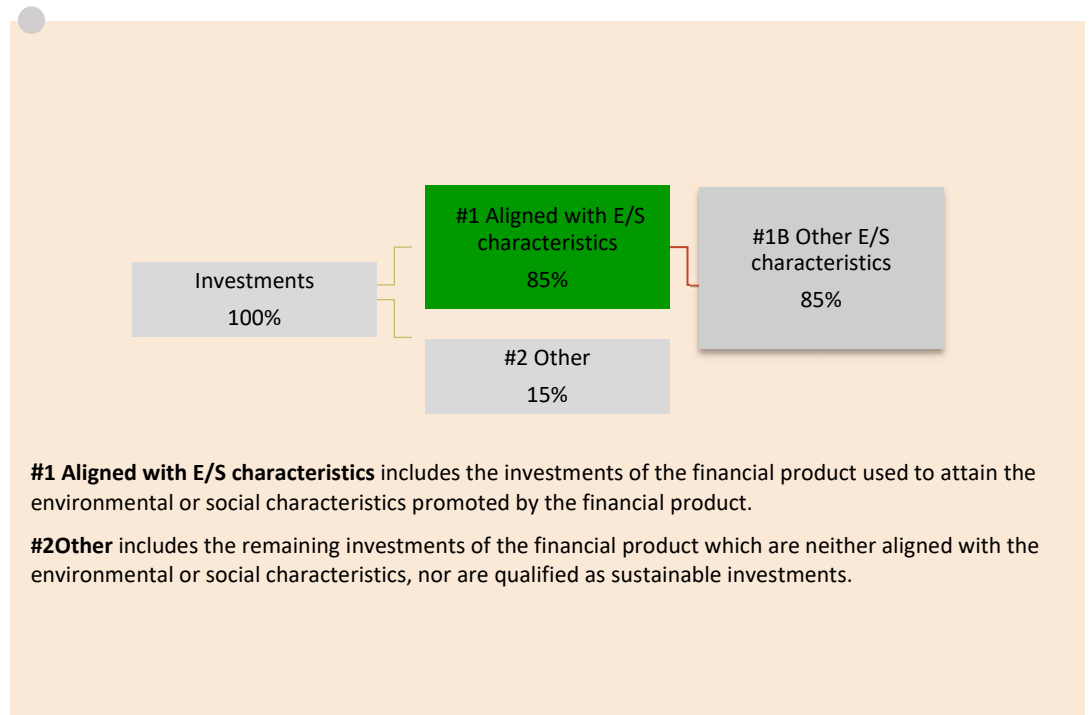 #1 Aligned with E/S
characteristics
85%
#1B Other E/S
characteristics
85%
Investments
100%
#2 Other
15%
#1 Aligned with E/S characteristics includes the investments of the financial product used to attain the
environmental or social characteristics promoted by the financial product.
#2Other includes the remaining investments of the financial product which are neither aligned with the
environmental or social characteristics, nor are qualified as sustainable investments.